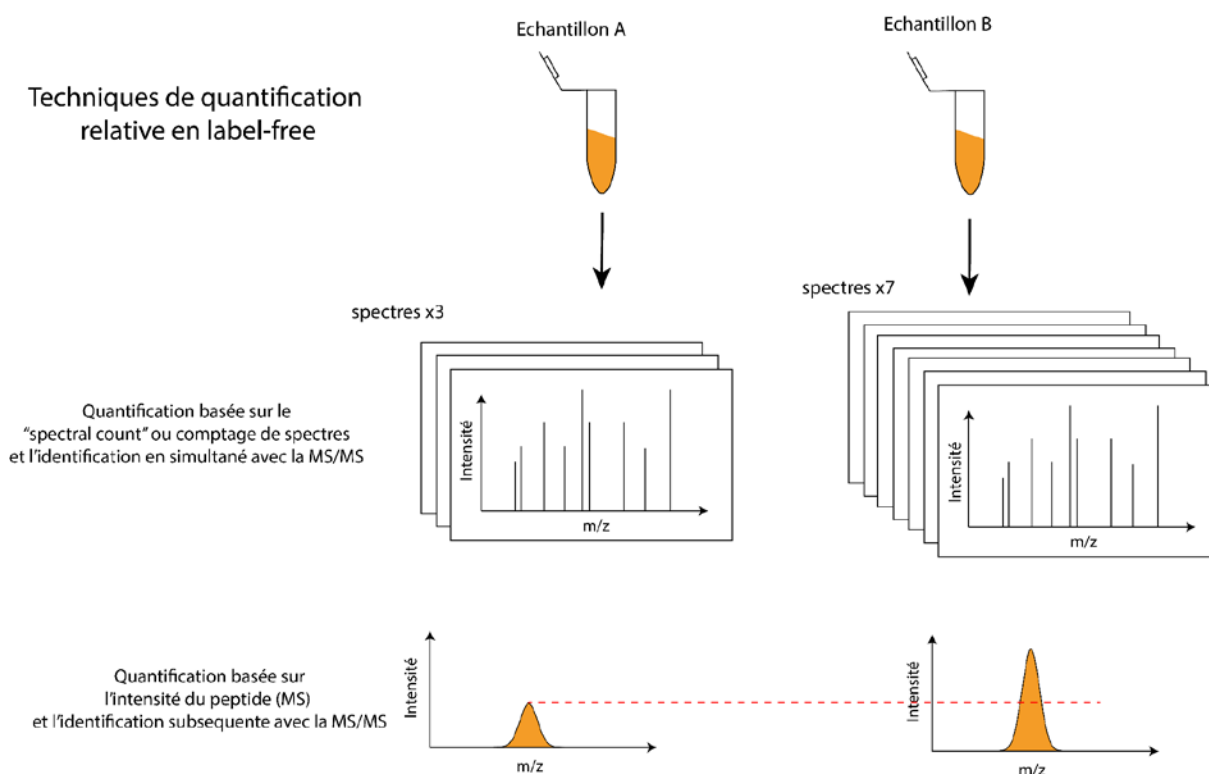 Echantillon A
Echantillon B
Techniques de quantification
relative en label-free
spectres x3
spectres x7
Quantification basée sur le
"spectral count" ou comptage de spectres
et l'identification en simultané avec la MS/MS
Intensité
m/z
Intensité
m/z
Quantification basée sur
l'intensité du peptide (MS)
et l'identification subsequente avec la MS/MS
Intensité
m/z
Intensité
m/z